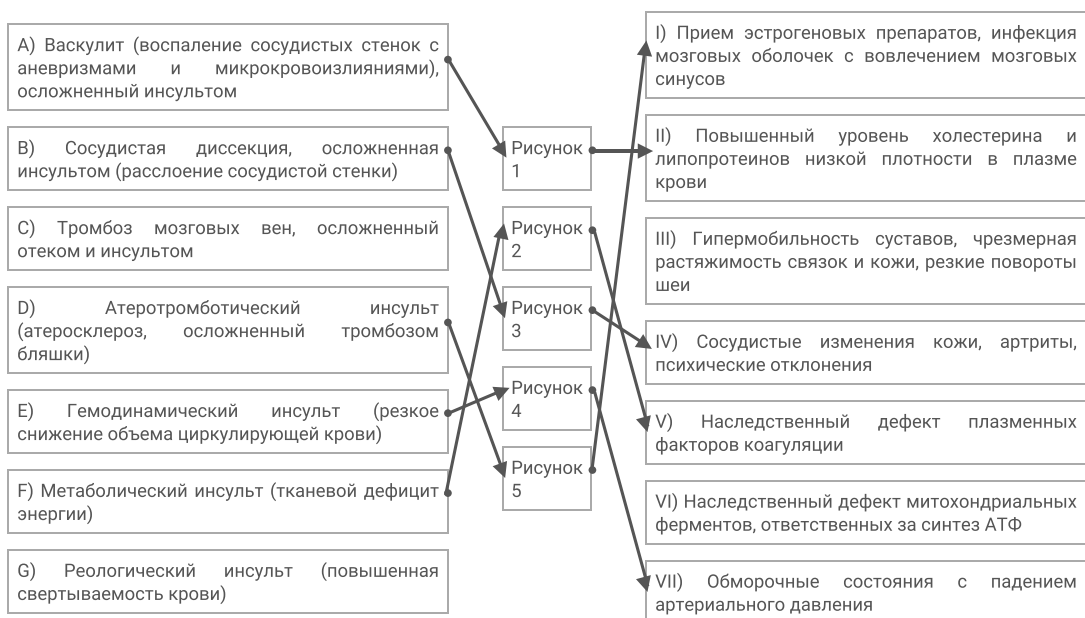 A) Васкулит (воспаление сосудистых стенок с
аневризмами и микрокровоизлияниями),
осложненный инсультом
B) Сосудистая диссекция, осложненная
инсультом (расслоение сосудистой стенки)
C) Тромбоз мозговых вен, осложненный
отеком и инсультом
D) Атеротромботический инсульт
(атеросклероз, осложненный тромбозом
бляшки)
E) Гемодинамический инсульт (резкое
снижение объема циркулирующей крови)
F) Метаболический инсульт (тканевой дефицит
энергии)
G) Реологический инсульт (повышенная
свертываемость крови)
Рисунок
1
Рисунок
2
Рисунок
3
Рисунок
4
Рисунок
5
I) Прием эстрогеновых препаратов, инфекция
мозговых оболочек с вовлечением мозговых
синусов
II) Повышенный уровень холестерина и
липопротеинов низкой плотности в плазме
крови
III) Гипермобильность суставов, чрезмерная
растяжимость связок и кожи, резкие повороты
шеи
IV) Сосудистые изменения кожи, артриты,
психические отклонения
V) Наследственный дефект плазменных
факторов коагуляции
VI) Наследственный дефект митохондриальных
ферментов, ответственных за синтез АТФ
VII) Обморочные состояния с падением
артериального давления